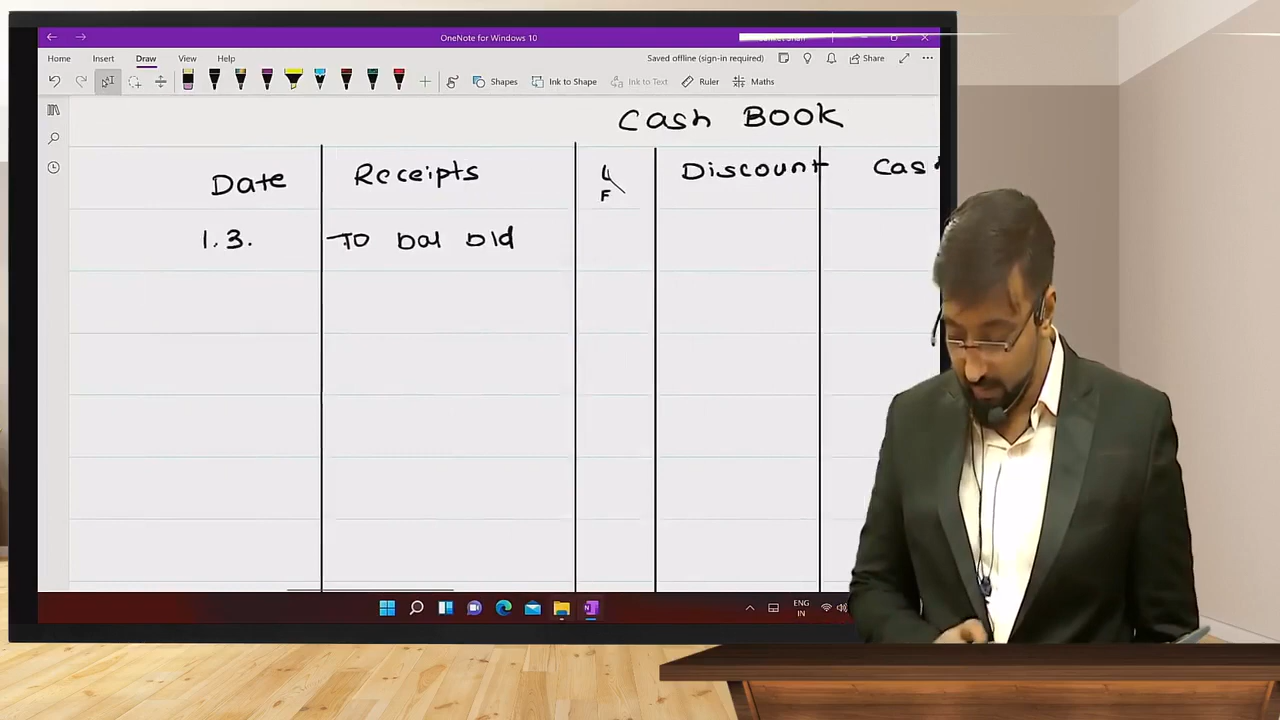 OneNote for Windows 10
Home Insert Draw View Help
Saved offline (sign-in required) Share
Shapes Ink to Shape Ink to Text Ruler Maths
Cash BOOK
Date Receipts L/F Discount Cas
1.3. To bal b/d
ENG
IN